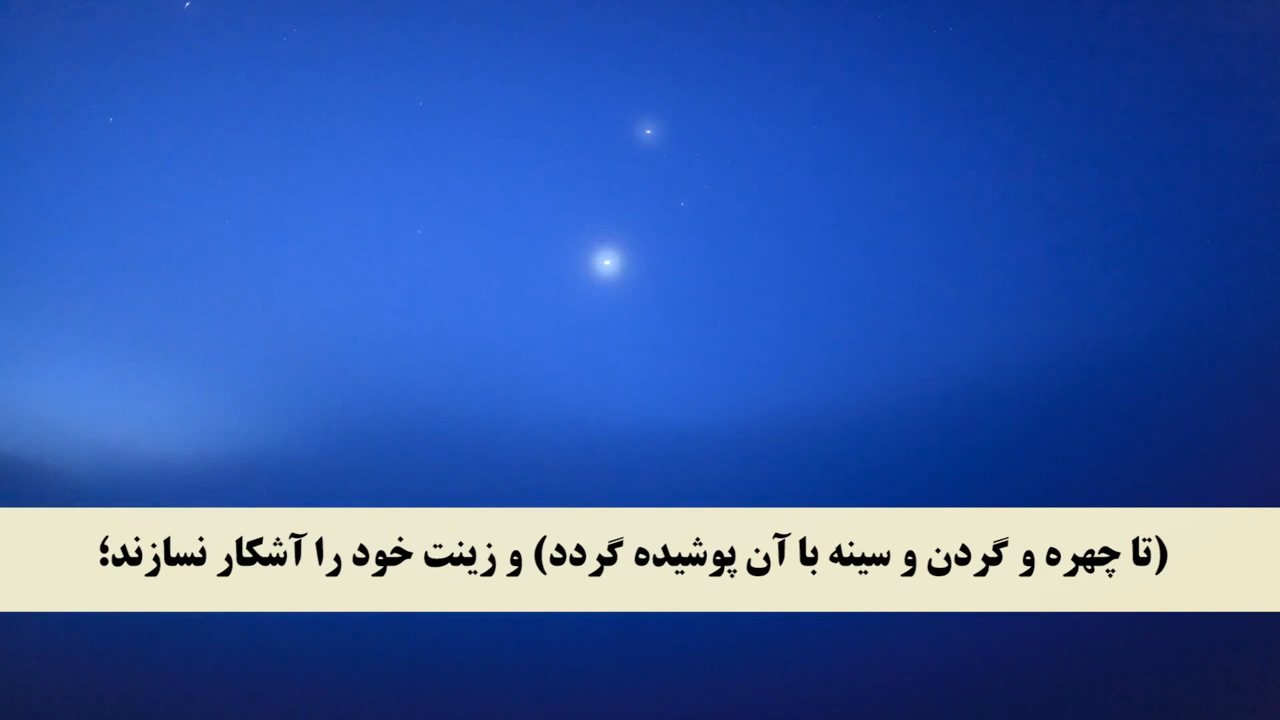 (تا چهره و گردن و سینه با آن پوشیده گردد) و زینت خود را آشکار نسازند؛